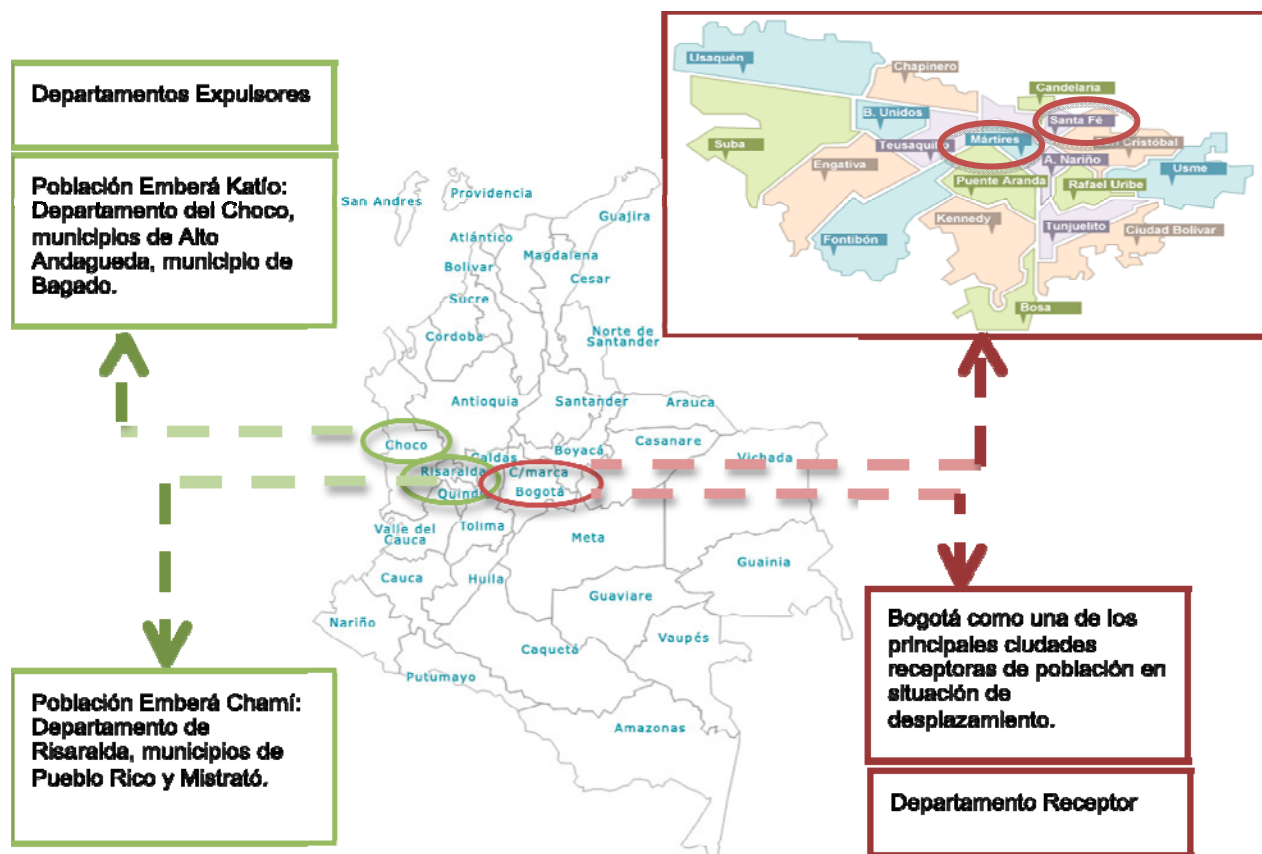 Departamentos Expulsores
Población Emberá Katío:
Departamento del Choco,
municipios de Alto
Andagueda, municipio de
Bagado.
Usaquén
Chapinero
Candelaria
B. Unidos
Santa Fé
Suba
Teusaquillo
Mártires
San Cristóbal
Engativa
A. Nariño
Usme
Puente Aranda
Rafael Uribe
Kennedy
Tunjuelito
Ciudad Bolivar
Fontibón
Bosa
San Andres
Providencia
Guajira
Atlántico
Magdalena
Bolivar
Cesar
Sucre
Cordoba
Norte de
Santander
Antioquia
Santander
Arauca
Choco
Boyacá
Casanare
Caldas
Vichada
Risaralda
C/marca
Quindi
Bogotá
Valle del
Cauca
Tolima
Meta
Guainia
Cauca
Huila
Guaviare
Nariño
Vaupés
Caquetá
Putumayo
Amazonas
Población Emberá Chamí:
Departamento de
Risaralda, municipios de
Pueblo Rico y Mistrató.
Bogotá como una de los
principales ciudades
receptoras de población en
situación de
desplazamiento.
Departamento Receptor